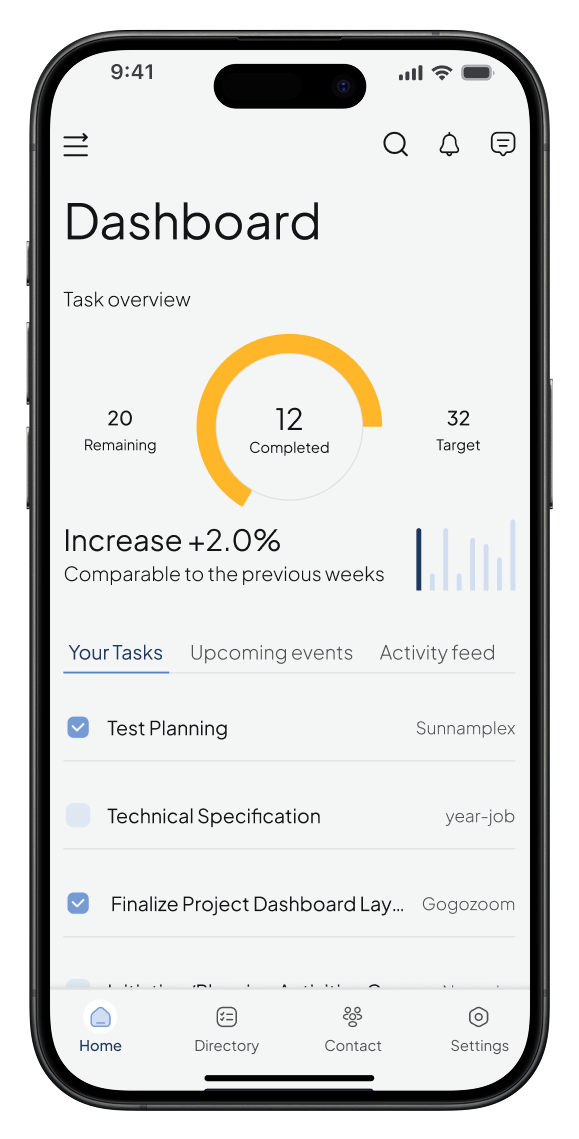 9:41
Dashboard
Task overview
20
Remaining
12
Completed
32
Target
Increase +2.0%
Comparable to the previous weeks
Your Tasks Upcoming events Activity feed
Test Planning Sunnamplex
Technical Specification year-job
Finalize Project Dashboard Lay... Gogozoom
Home Directory Contact Settings